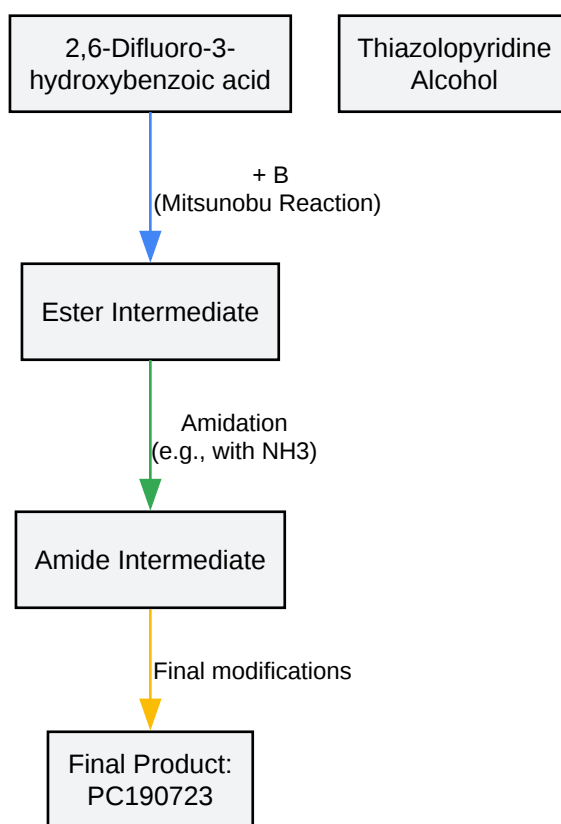 2,6-Difluoro-3-
hydroxybenzoic acid
Thiazolopyridine
Alcohol
+ B
(Mitsunobu Reaction)
Ester Intermediate
Amidation
(e.g., with NH3)
Amide Intermediate
Final modifications
Final Product:
PC190723